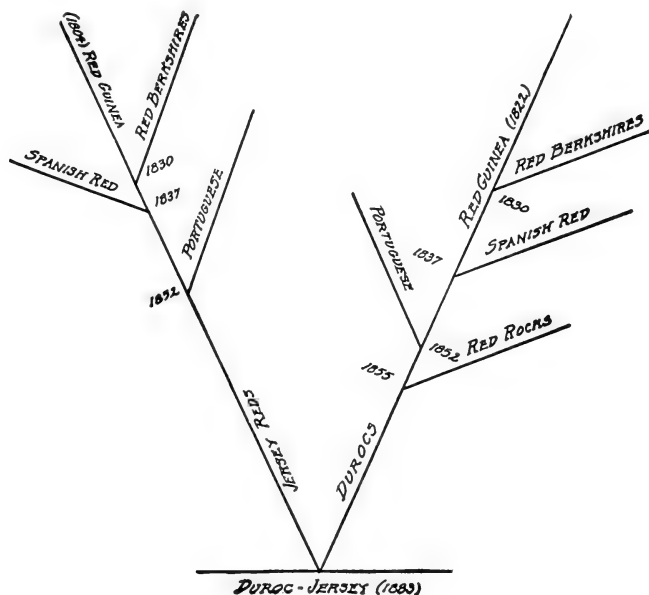 (1804) RED GUINEA
RED BERKSHIRES
SPANISH RED
1830
1837
PORTUGUESE
1852
JERSEY REDS
RED GUINEA (1822)
RED BERKSHIRES
1830
SPANISH RED
1837
PORTUGUESE
1852
RED ROCKS
1855
DUROCS
DUROC-JERSEY (1883)